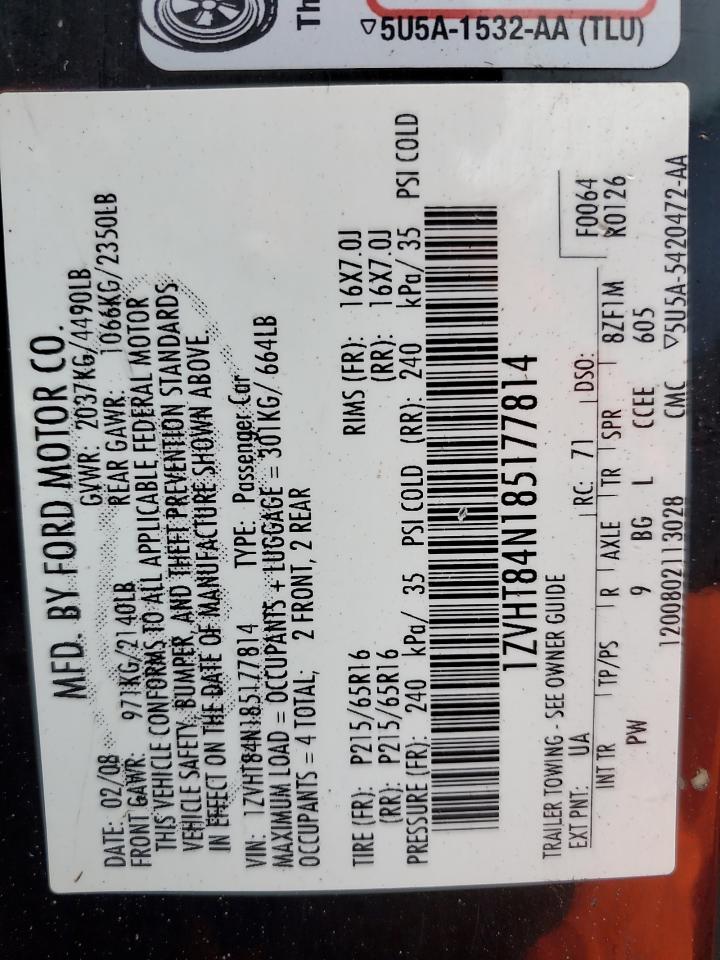 Th
▽5U5A-1532-AA (TLU)
MFD. BY FORD MOTOR CO.
DATE: 02/08 GVWR: 2037KG/4490LB
FRONT GAWR: 971KG/2140LB REAR GAWR: 1066KG/2350LB
THIS VEHICLE CONFORMS TO ALL APPLICABLE FEDERAL MOTOR
VEHICLE SAFETY, BUMPER, AND THEFT PREVENTION STANDARDS
IN EFFECT ON THE DATE OF MANUFACTURE SHOWN ABOVE.
VIN: 1ZVHT84N185177814 TYPE: Passenger Car
MAXIMUM LOAD = OCCUPANTS + LUGGAGE = 301KG/ 664LB
OCCUPANTS = 4 TOTAL, 2 FRONT, 2 REAR
TIRE (FR): P215/65R16 RIMS (FR): 16X7.0J
(RR): P215/65R16 (RR): 16X7.0J
PRESSURE (FR): 240 kPa/ 35 PSI COLD (RR): 240 kPa/ 35 PSI COLD
1ZVHT84N185177814
TRAILER TOWING - SEE OWNER GUIDE
EXT PNT: UA RC: 71 DSO: F0064
INT TR TP/PS R AXLE TR SPR 8ZF1M R0126
PW 9 BG L CCEE 605
1200802113028 CMC ▽5U5A-5420472-AA